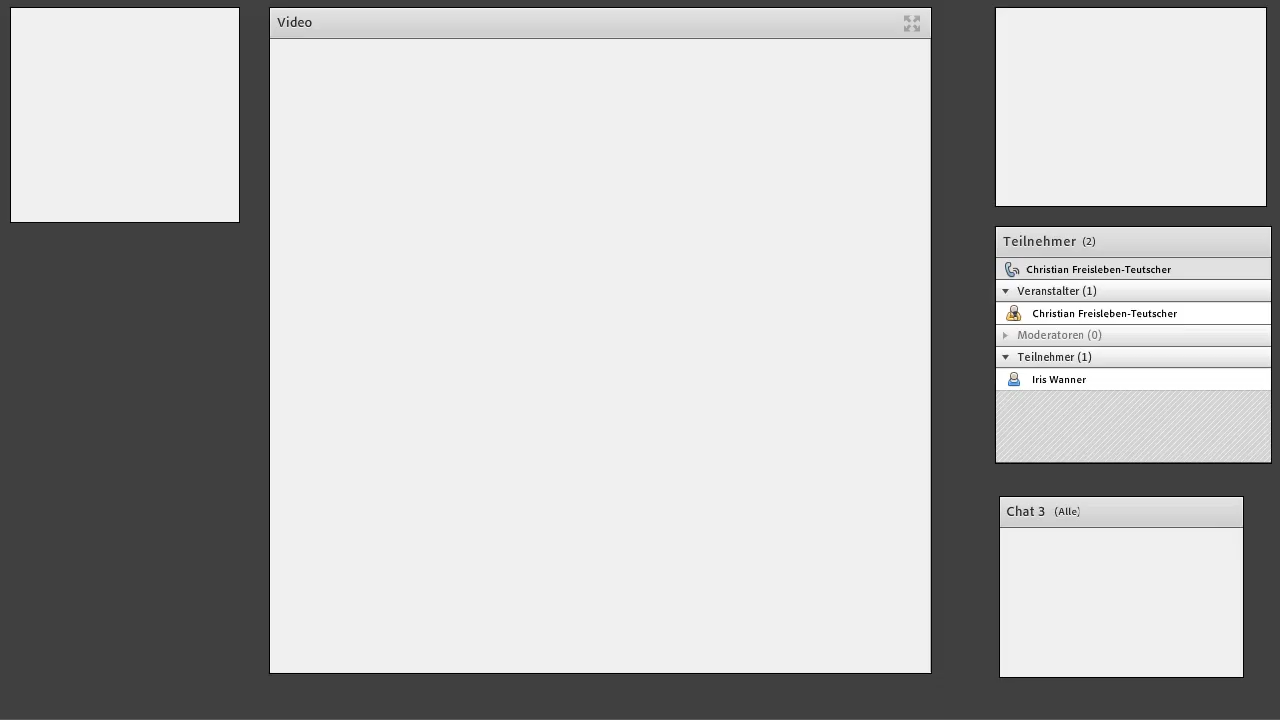 Video
Teilnehmer (2)
Christian Freisleben-Teutscher
Veranstalter (1)
Christian Freisleben-Teutscher
Moderatoren (0)
Teilnehmer (1)
Iris Wanner
Chat 3 (Alle)